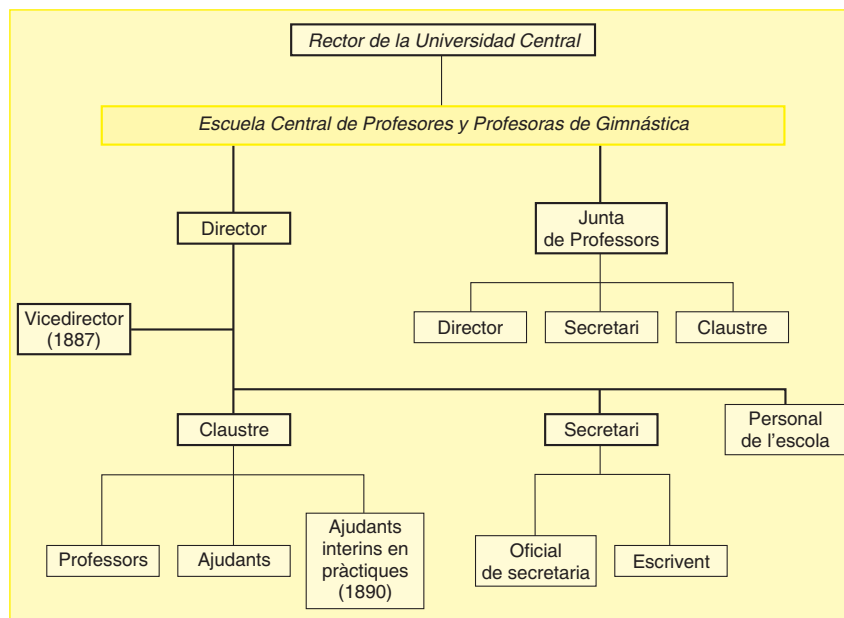 Rector de la Universidad Central
Escuela Central de Profesores y Profesoras de Gimnástica
Director
Junta
de Professors
Vicedirector
(1887)
Director
Secretari
Claustre
Claustre
Secretari
Personal
de l'escola
Professors
Ajudants
Ajudants
interins en
pràctiques
(1890)
Oficial
de secretaria
Escrivent